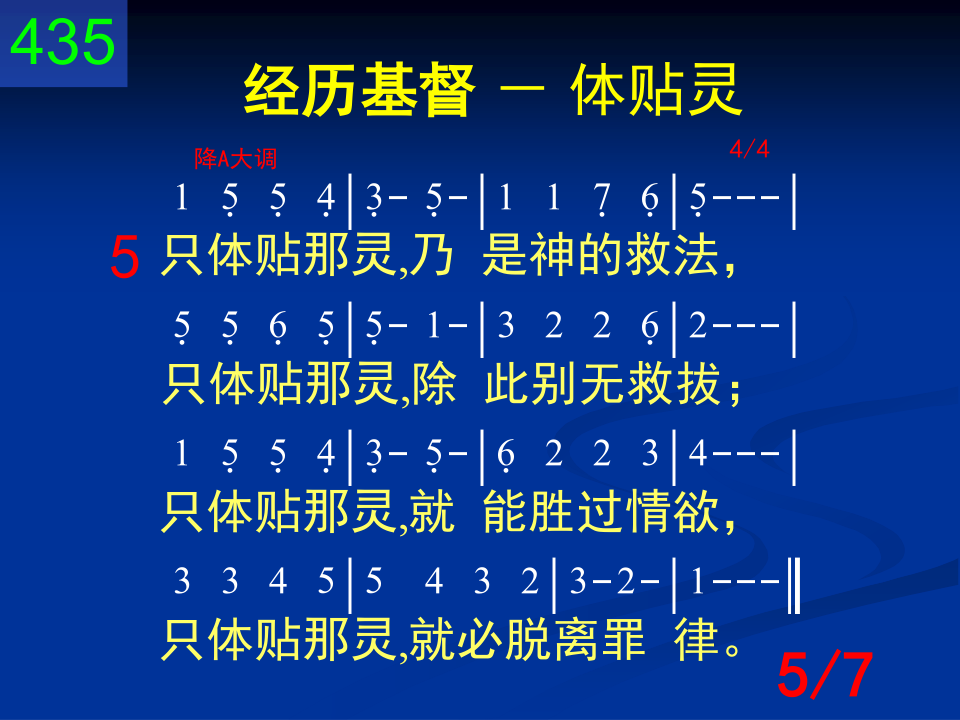 435
经历基督 － 体贴灵
降A大调 4/4
1 5̣ 5̣ 4̣ | 3̣ - 5̣ - | 1 1 7̣ 6̣ | 5̣ - - - |
5 只体贴那灵,乃 是神的救法，
5̣ 5̣ 6̣ 5̣ | 5̣ - 1 - | 3 2 2 6̣ | 2 - - - |
只体贴那灵,除 此别无救拔；
1 5̣ 5̣ 4̣ | 3̣ - 5̣ - | 6̣ 2 2 3 | 4 - - - |
只体贴那灵,就 能胜过情欲，
3 3 4 5 | 5 4 3 2 | 3 - 2 - | 1 - - - ‖
只体贴那灵,就必脱离罪 律。
5/7